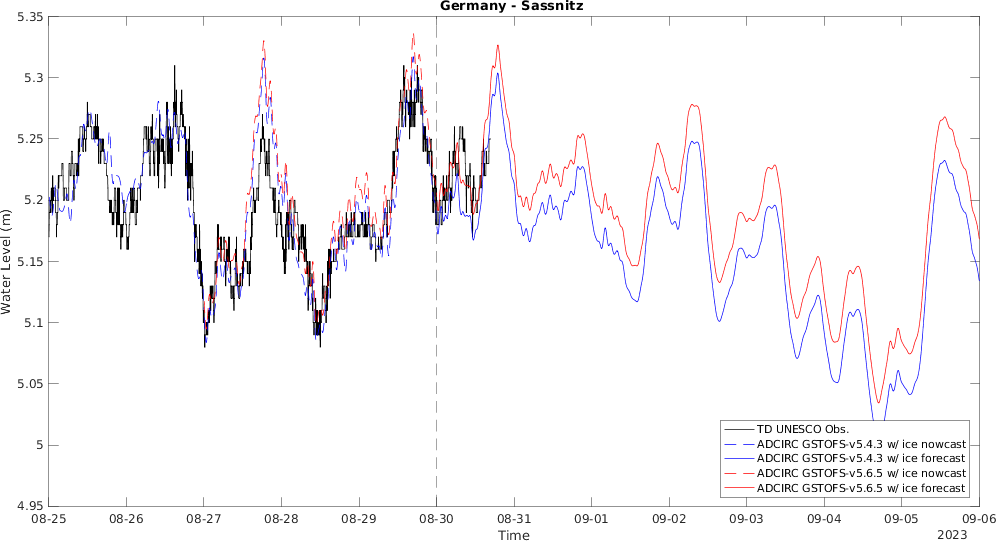 Germany - Sassnitz
5.35
5.3
5.25
5.2
5.15
5.1
5.05
5
4.95
Water Level (m)
TD UNESCO Obs.
ADCIRC GSTOFS-v5.4.3 w/ ice nowcast
ADCIRC GSTOFS-v5.4.3 w/ ice forecast
ADCIRC GSTOFS-v5.6.5 w/ ice nowcast
ADCIRC GSTOFS-v5.6.5 w/ ice forecast
08-25 08-26 08-27 08-28 08-29 08-30 08-31 09-01 09-02 09-03 09-04 09-05 09-06
Time
2023